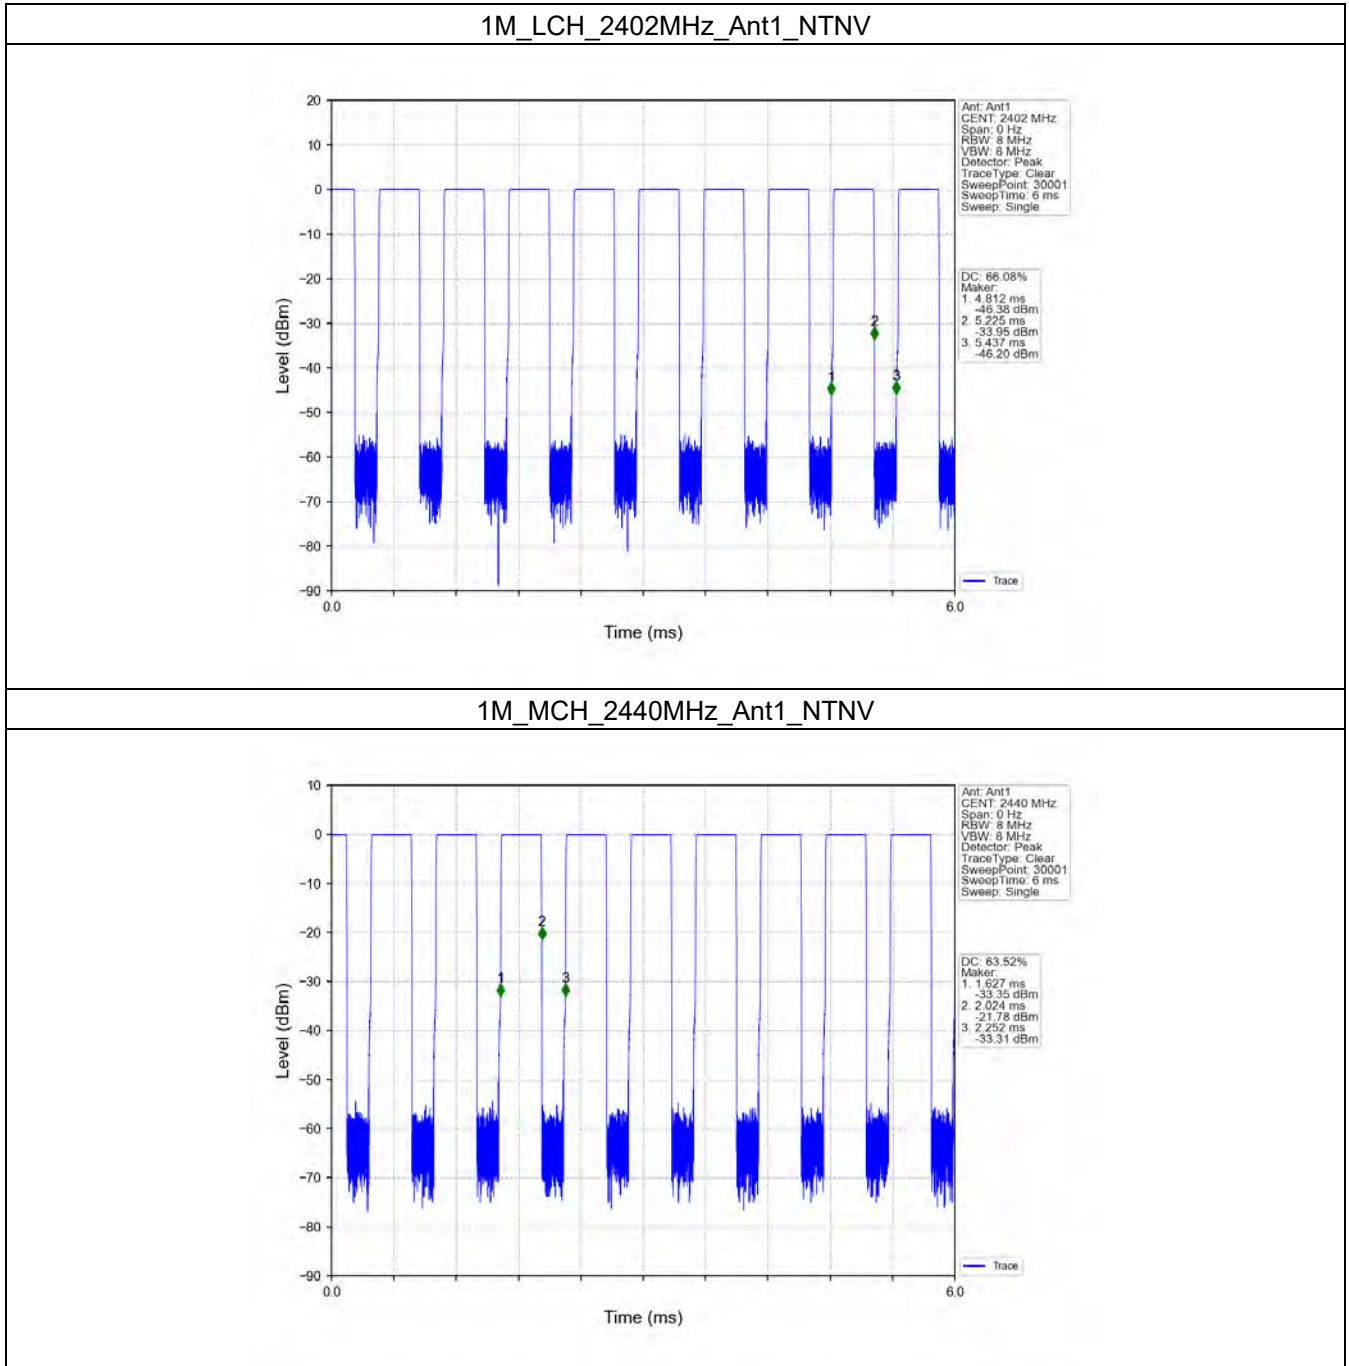 1M_LCH_2402MHz_Ant1_NTNV
20
10
0
−10
−20
−30
−40
−50
−60
−70
−80
−90
Level (dBm)
0.0
6.0
Time (ms)
1
2
3
Ant: Ant1
CENT: 2402 MHz
Span: 0 Hz
RBW: 8 MHz
VBW: 8 MHz
Detector: Peak
TraceType: Clear
SweepPoint: 30001
SweepTime: 6 ms
Sweep: Single
DC: 66.08%
Maker:
1. 4.812 ms
-46.38 dBm
2. 5.225 ms
-33.95 dBm
3. 5.437 ms
-46.20 dBm
Trace
1M_MCH_2440MHz_Ant1_NTNV
10
0
−10
−20
−30
−40
−50
−60
−70
−80
−90
Level (dBm)
0.0
6.0
Time (ms)
1
2
3
Ant: Ant1
CENT: 2440 MHz
Span: 0 Hz
RBW: 8 MHz
VBW: 8 MHz
Detector: Peak
TraceType: Clear
SweepPoint: 30001
SweepTime: 6 ms
Sweep: Single
DC: 63.52%
Maker:
1. 1.627 ms
-33.35 dBm
2. 2.024 ms
-21.78 dBm
3. 2.252 ms
-33.31 dBm
Trace